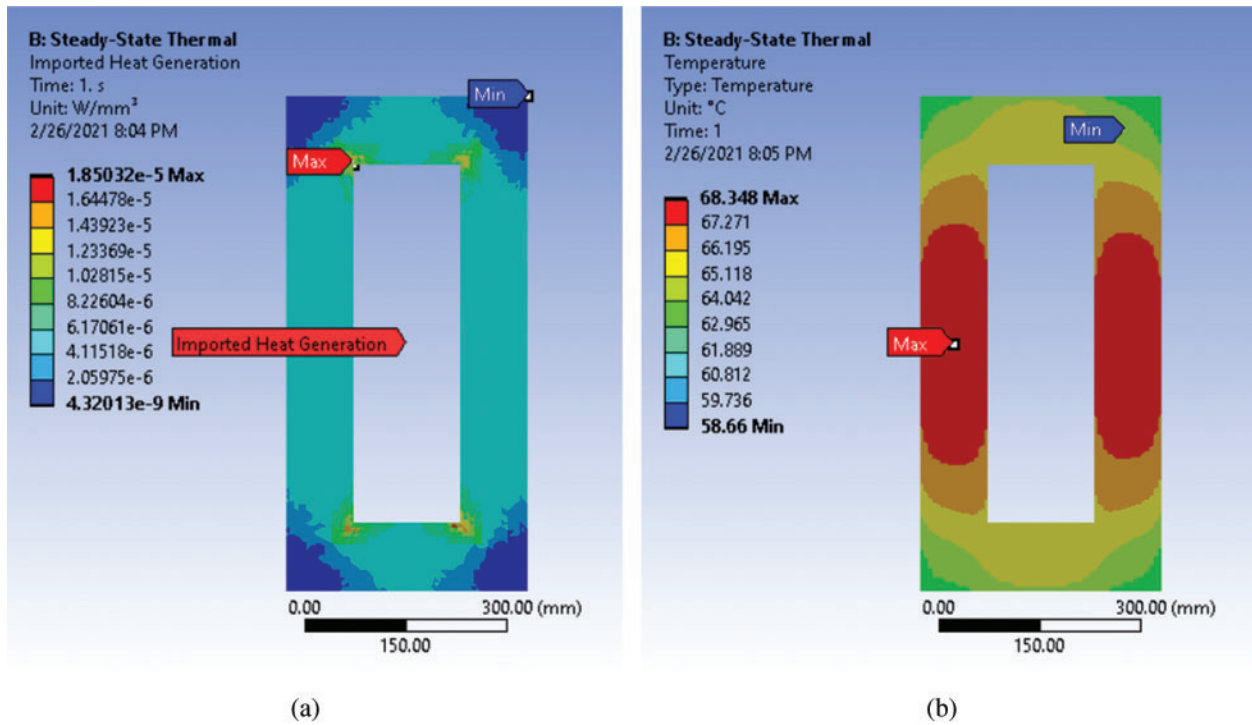 B: Steady-State Thermal
Imported Heat Generation
Time: 1. s
Unit: W/mm³
2/26/2021 8:04 PM
Min
Max
1.85032e-5 Max
1.64478e-5
1.43923e-5
1.23369e-5
1.02815e-5
8.22604e-6
6.17061e-6
4.11518e-6
2.05975e-6
4.32013e-9 Min
Imported Heat Generation
0.00
300.00 (mm)
150.00
(a)
B: Steady-State Thermal
Temperature
Type: Temperature
Unit: °C
Time: 1
2/26/2021 8:05 PM
Min
68.348 Max
67.271
66.195
65.118
64.042
62.965
61.889
60.812
59.736
58.66 Min
Max
0.00
300.00 (mm)
150.00
(b)